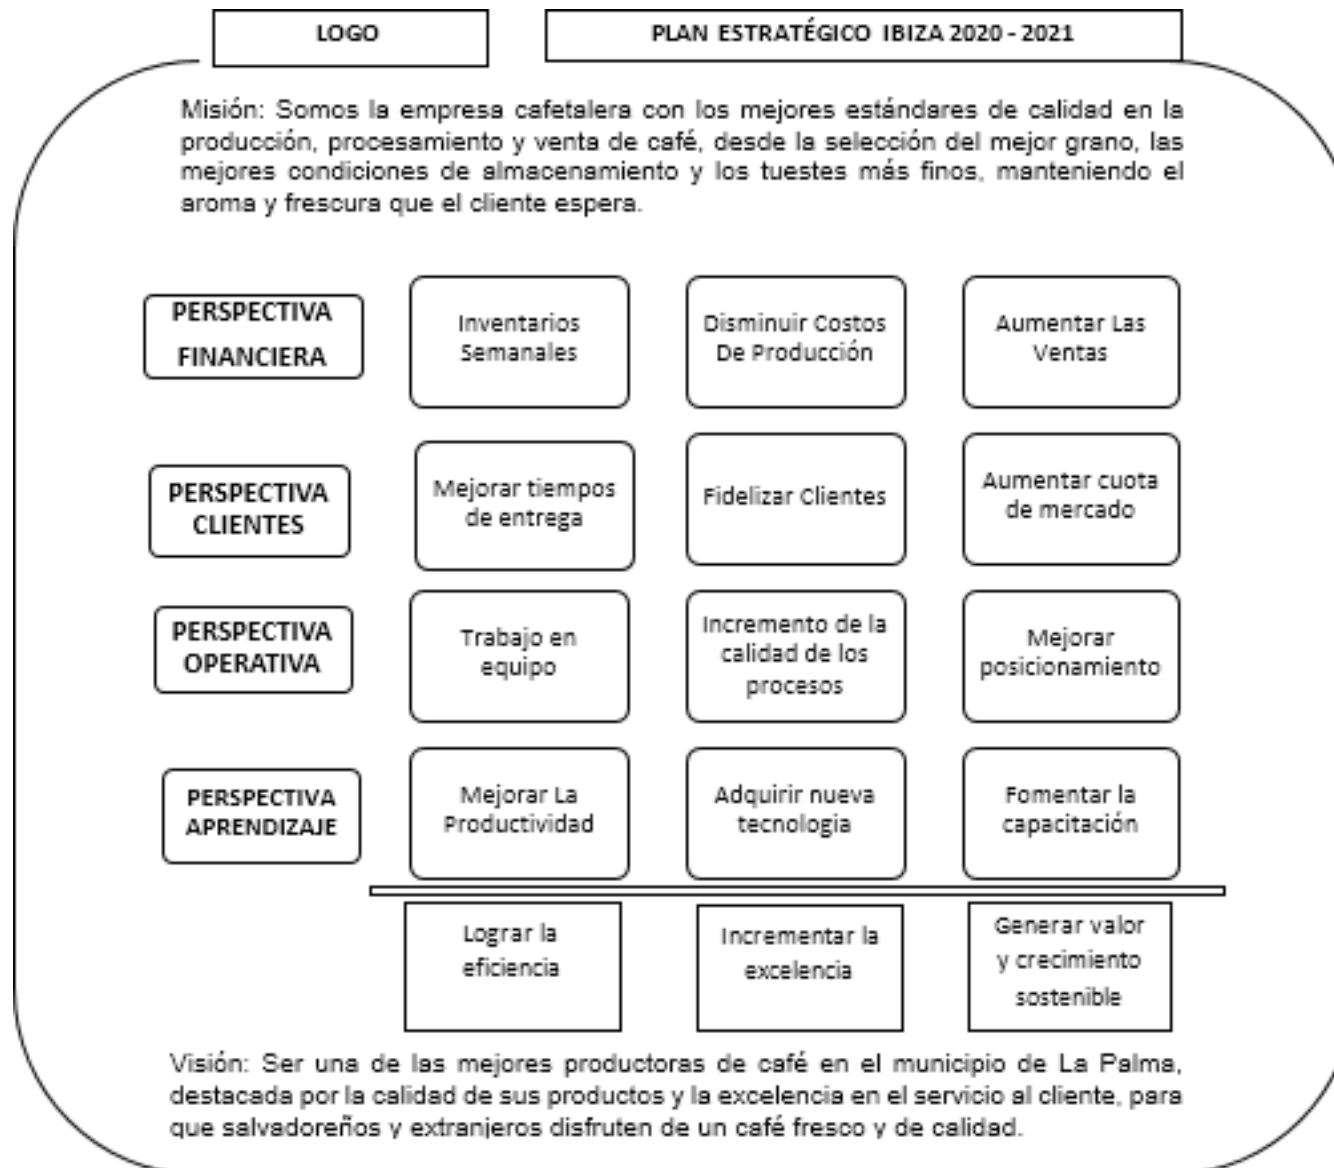 LOGO
PLAN ESTRATÉGICO IBIZA 2020 - 2021
Misión: Somos la empresa cafetalera con los mejores estándares de calidad en la
producción, procesamiento y venta de café, desde la selección del mejor grano, las
mejores condiciones de almacenamiento y los tuestes más finos, manteniendo el
aroma y frescura que el cliente espera.
PERSPECTIVA
FINANCIERA
Inventarios
Semanales
Disminuir Costos
De Producción
Aumentar Las
Ventas
PERSPECTIVA
CLIENTES
Mejorar tiempos
de entrega
Fidelizar Clientes
Aumentar cuota
de mercado
PERSPECTIVA
OPERATIVA
Trabajo en
equipo
Incremento de la
calidad de los
procesos
Mejorar
posicionamiento
PERSPECTIVA
APRENDIZAJE
Mejorar La
Productividad
Adquirir nueva
tecnologia
Fomentar la
capacitación
Lograr la
eficiencia
Incrementar la
excelencia
Generar valor
y crecimiento
sostenible
Visión: Ser una de las mejores productoras de café en el municipio de La Palma,
destacada por la calidad de sus productos y la excelencia en el servicio al cliente, para
que salvadoreños y extranjeros disfruten de un café fresco y de calidad.